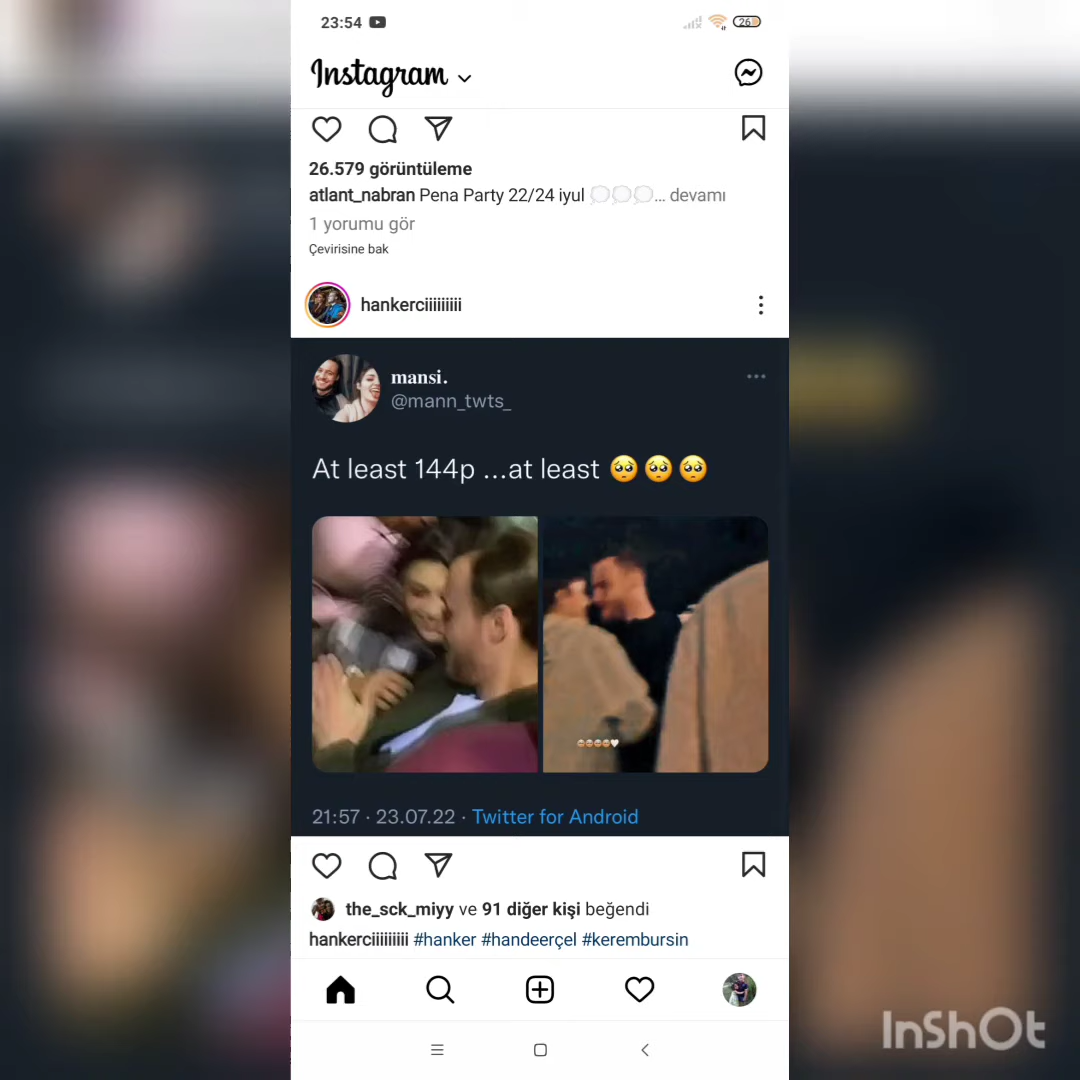 23:54
26
Instagram
26.579 görüntüleme
atlant_nabran Pena Party 22/24 iyul 💭💭💭... devamı
1 yorumu gör
Çevirisine bak
hankerciiiiiiiii
mansi.
@mann_twts_
At least 144p ...at least 🥺 🥺 🥺
21:57 · 23.07.22 · Twitter for Android
the_sck_miyy ve 91 diğer kişi beğendi
hankerciiiiiiiii #hanker #handeerçel #kerembursin
InShOt